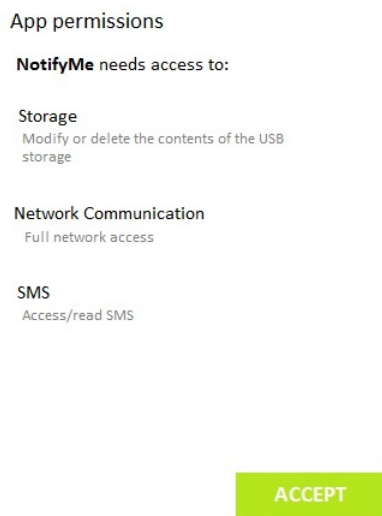 App permissions
NotifyMe needs access to:
Storage
Modify or delete the contents of the USB
storage
Network Communication
Full network access
SMS
Access/read SMS
ACCEPT